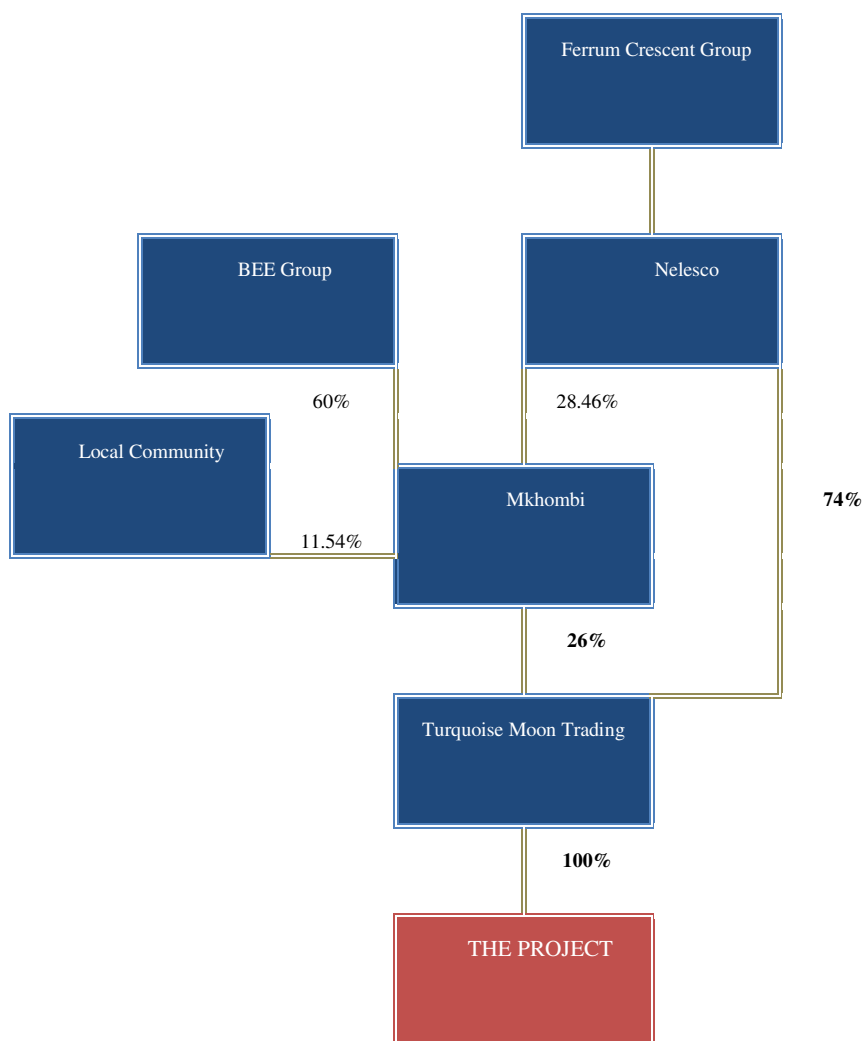 Ferrum Crescent Group
BEE Group
Nelesco
60%
28.46%
Local Community
Mkhombi
74%
11.54%
26%
Turquoise Moon Trading
100%
THE PROJECT